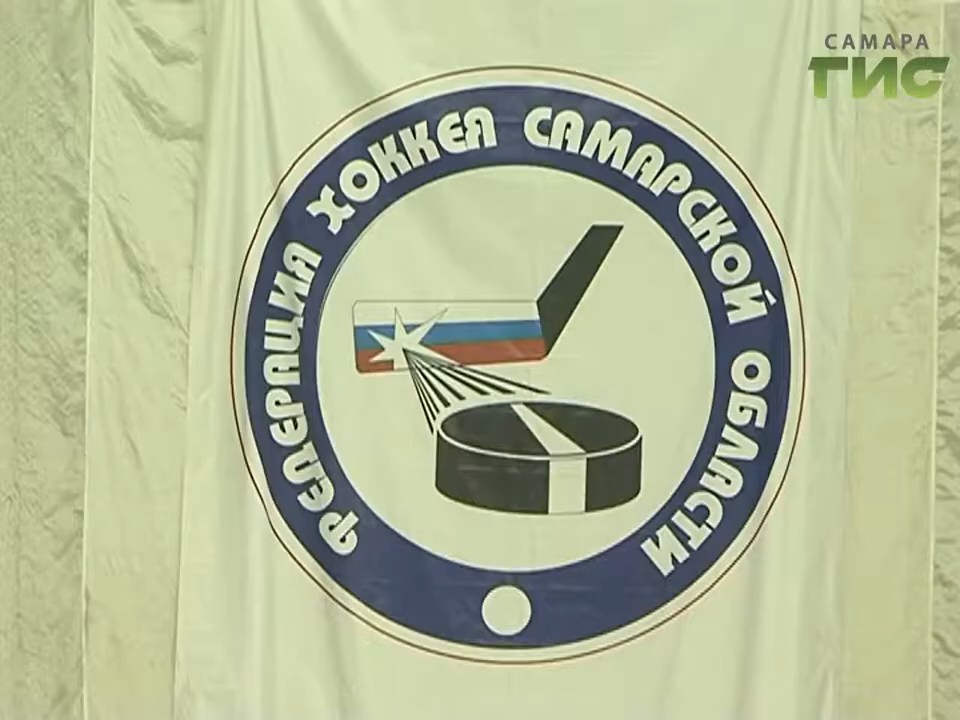 САМАРА
ГИС
ФЕДЕРАЦИЯ ХОККЕЯ САМАРСКОЙ ОБЛАСТИ